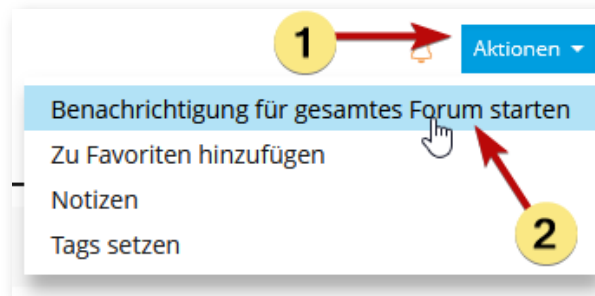 1
Aktionen
Benachrichtigung für gesamtes Forum starten
Zu Favoriten hinzufügen
Notizen
Tags setzen
2